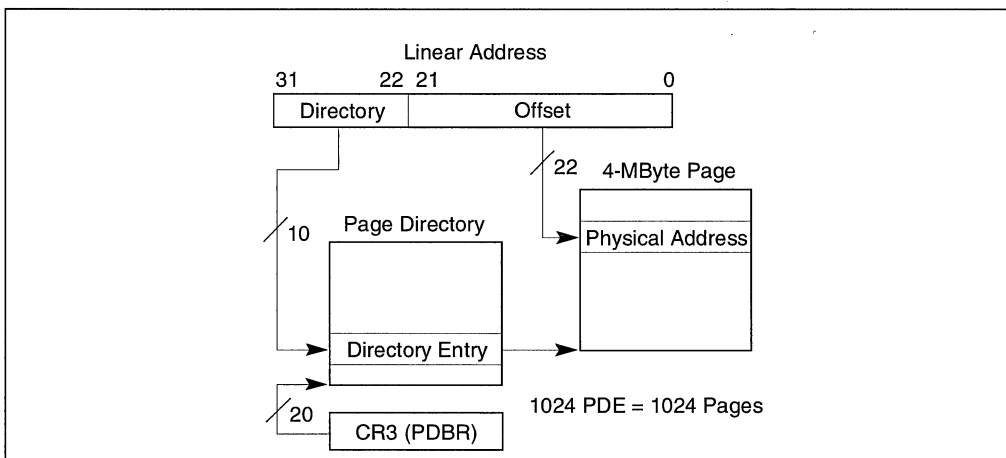 Linear Address
31 22 21 0
Directory Offset
22
4-MByte Page
10
Page Directory
Physical Address
Directory Entry
20
1024 PDE = 1024 Pages
CR3 (PDBR)